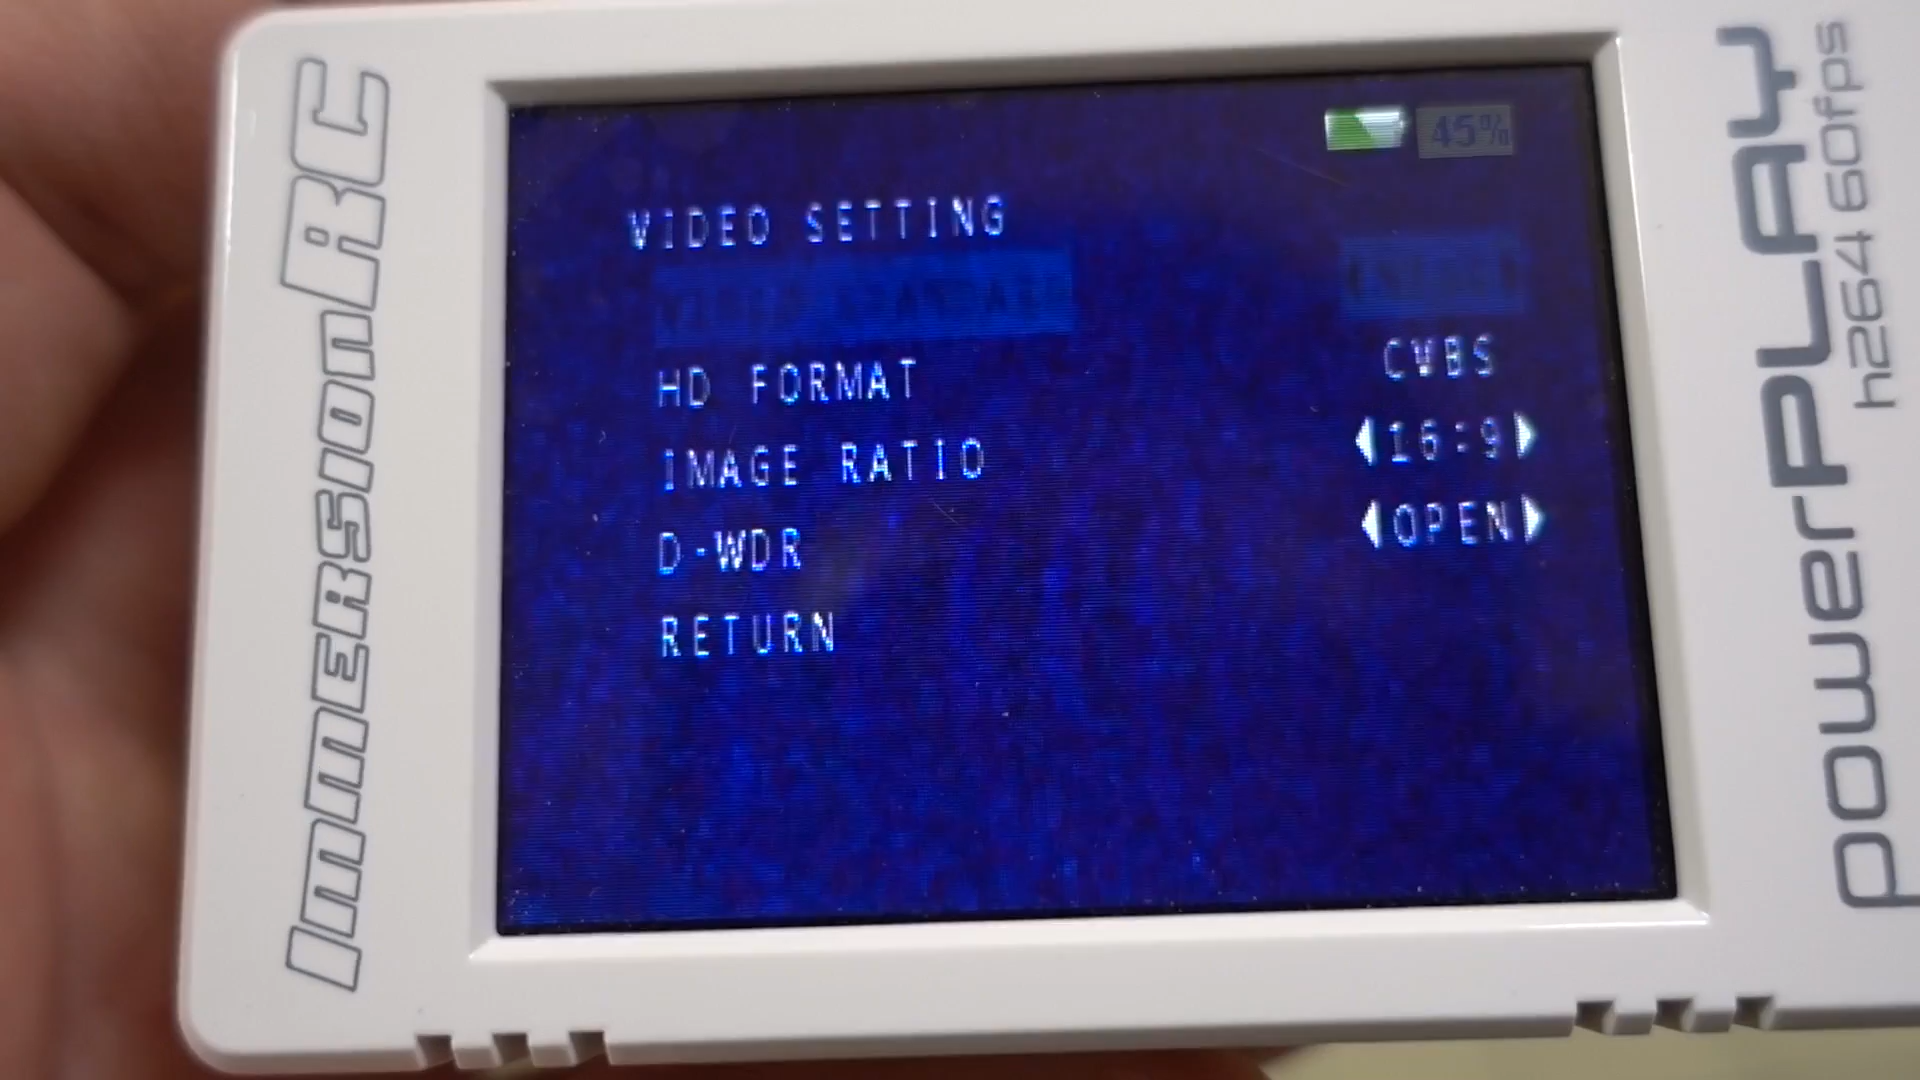 ImmersionRC
45%
VIDEO SETTING
HD FORMAT CVBS
IMAGE RATIO 16:9
D-WDR OPEN
RETURN
powerPLAY
h264 60fps